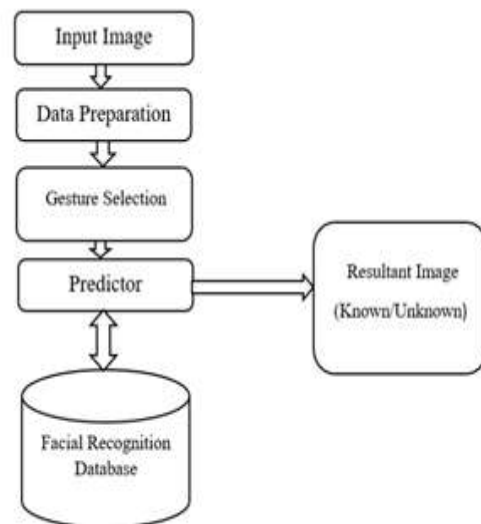 Input Image
Data Preparation
Gesture Selection
Predictor
Resultant Image
(Known/Unknown)
Facial Recognition
Database